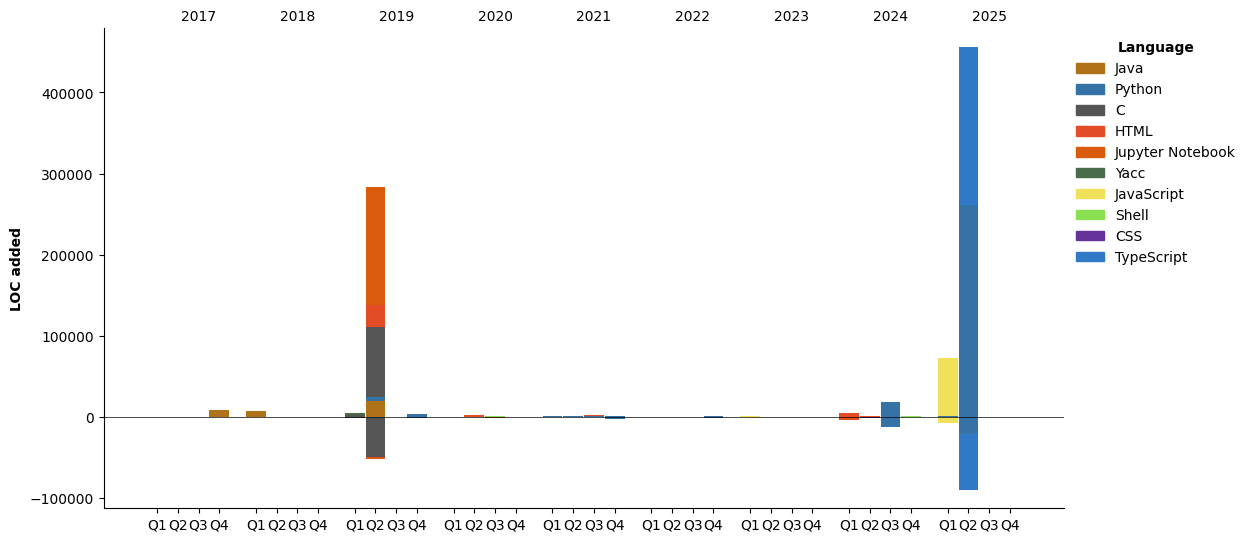 2017 2018 2019 2020 2021 2022 2023 2024 2025
LOC added
400000
300000
200000
100000
0
−100000
Q1 Q2 Q3 Q4 Q1 Q2 Q3 Q4 Q1 Q2 Q3 Q4 Q1 Q2 Q3 Q4 Q1 Q2 Q3 Q4 Q1 Q2 Q3 Q4 Q1 Q2 Q3 Q4 Q1 Q2 Q3 Q4 Q1 Q2 Q3 Q4
Language
Java
Python
C
HTML
Jupyter Notebook
Yacc
JavaScript
Shell
CSS
TypeScript